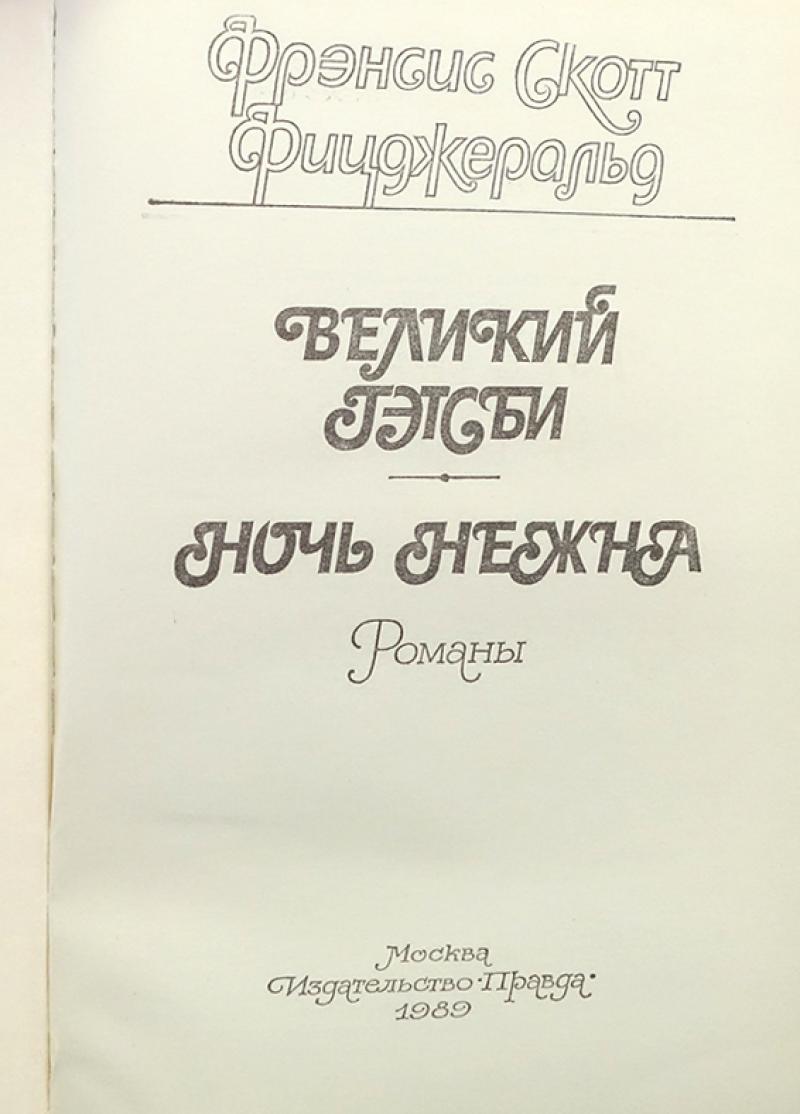 Фрэнсис Скотт
Фицджеральд
ВЕЛИКИЙ
ГЭТСБИ
НОЧЬ НЕЖНА
Романы
Москва
Издательство •Правда•
1989